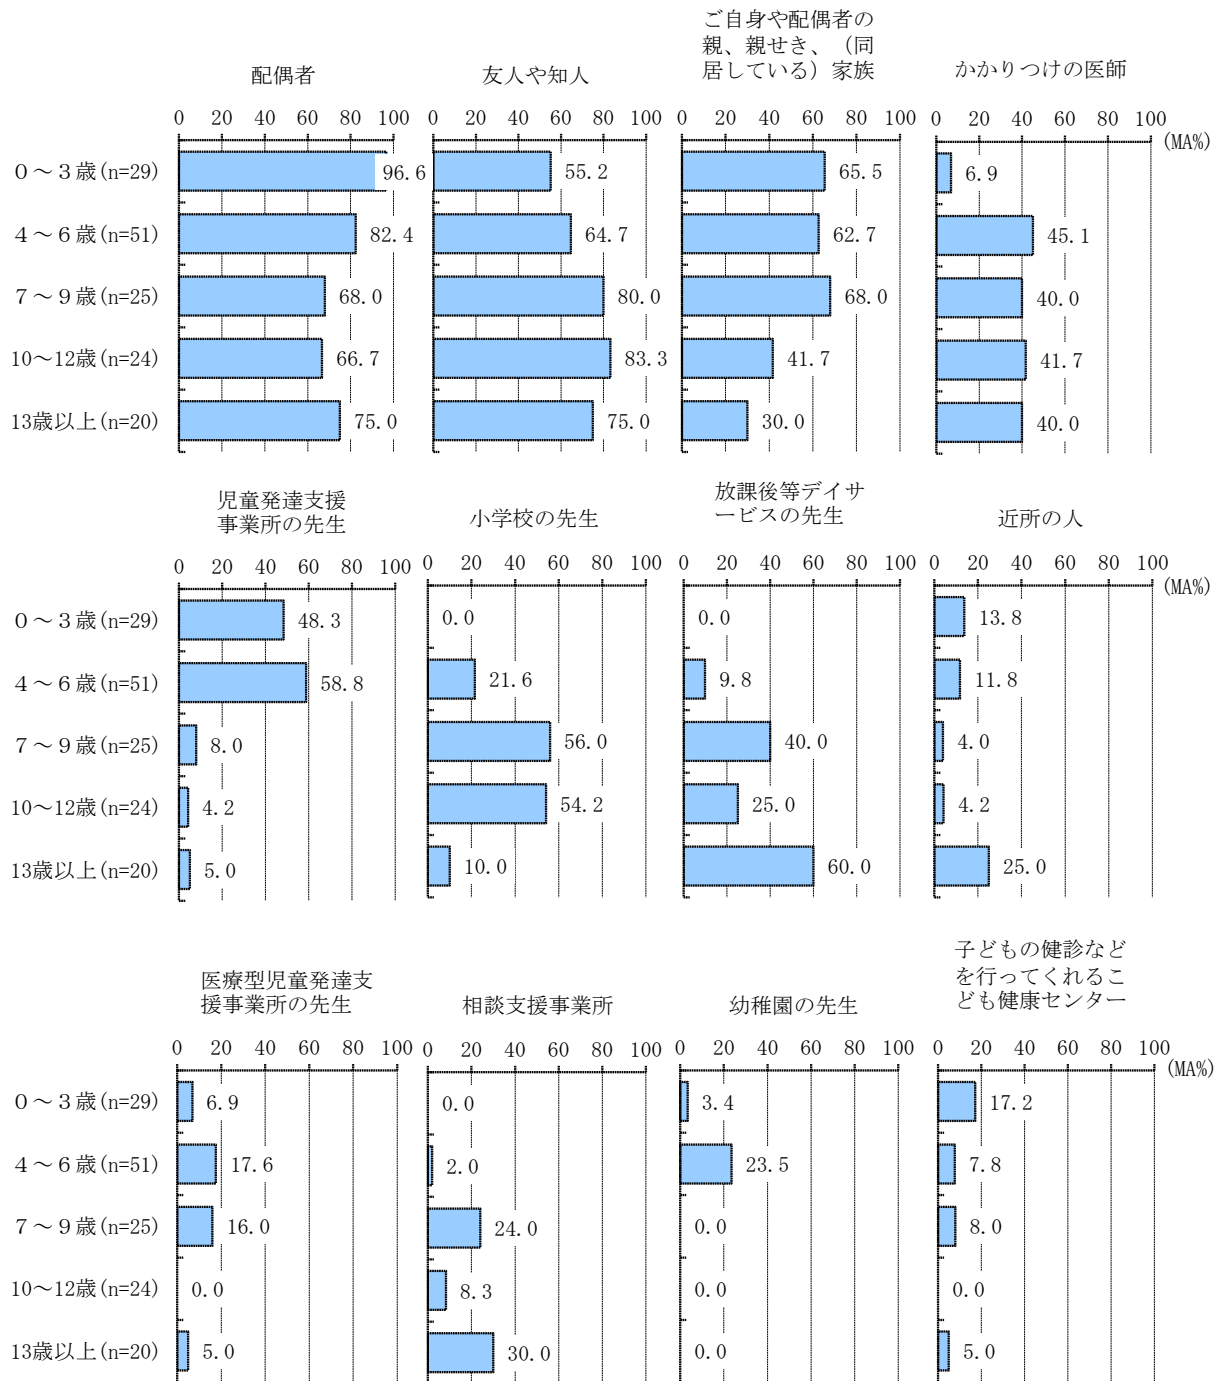 配偶者
友人や知人
ご自身や配偶者の
親、親せき、（同
居している）家族
かかりつけの医師
0 20 40 60 80 100 0 20 40 60 80 100 0 20 40 60 80 100 0 20 40 60 80 100
(MA%)
０～３歳(n=29) 96.6 55.2 65.5 6.9
４～６歳(n=51) 82.4 64.7 62.7 45.1
７～９歳(n=25) 68.0 80.0 68.0 40.0
10～12歳(n=24) 66.7 83.3 41.7 41.7
13歳以上(n=20) 75.0 75.0 30.0 40.0
児童発達支援
事業所の先生
小学校の先生
放課後等デイサ
ービスの先生
近所の人
0 20 40 60 80 100 0 20 40 60 80 100 0 20 40 60 80 100 0 20 40 60 80 100
(MA%)
０～３歳(n=29) 48.3 0.0 0.0 13.8
４～６歳(n=51) 58.8 21.6 9.8 11.8
７～９歳(n=25) 8.0 56.0 40.0 4.0
10～12歳(n=24) 4.2 54.2 25.0 4.2
13歳以上(n=20) 5.0 10.0 60.0 25.0
医療型児童発達支
援事業所の先生
相談支援事業所
幼稚園の先生
子どもの健診など
を行ってくれるこ
ども健康センター
0 20 40 60 80 100 0 20 40 60 80 100 0 20 40 60 80 100 0 20 40 60 80 100
(MA%)
０～３歳(n=29) 6.9 0.0 3.4 17.2
４～６歳(n=51) 17.6 2.0 23.5 7.8
７～９歳(n=25) 16.0 24.0 0.0 8.0
10～12歳(n=24) 0.0 8.3 0.0 0.0
13歳以上(n=20) 5.0 30.0 0.0 5.0